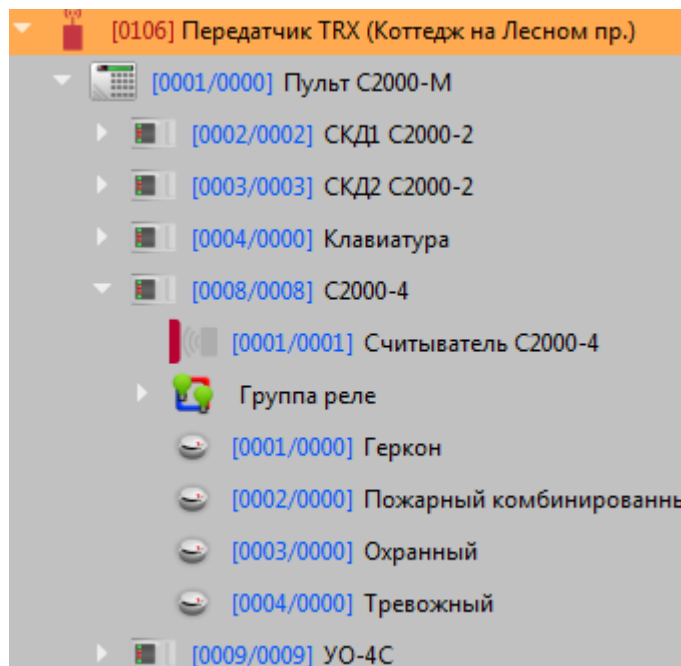 [0106] Передатчик TRX (Коттедж на Лесном пр.)
[0001/0000] Пульт С2000-М
[0002/0002] СКД1 С2000-2
[0003/0003] СКД2 С2000-2
[0004/0000] Клавиатура
[0008/0008] С2000-4
[0001/0001] Считыватель С2000-4
Группа реле
[0001/0000] Геркон
[0002/0000] Пожарный
[0003/0000] Охранный
[0004/0000] Тревожный
[0009/0009] УО-4С